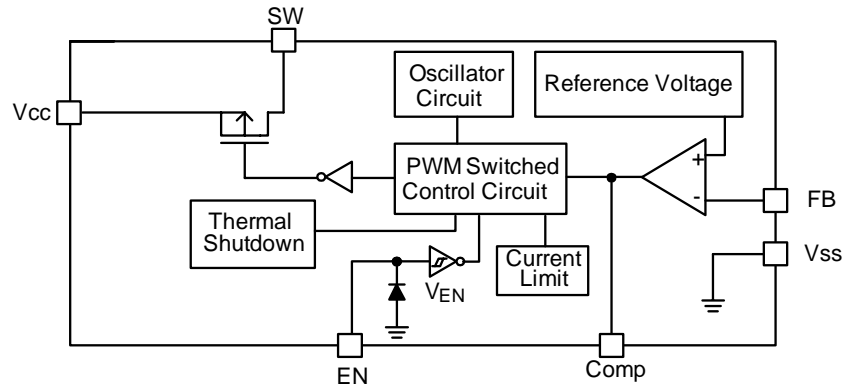 SW
Oscillator
Circuit
Reference Voltage
Vcc
PWM Switched
Control Circuit
+
-
FB
Thermal
Shutdown
Vss
Current
Limit
VEN
EN
Comp